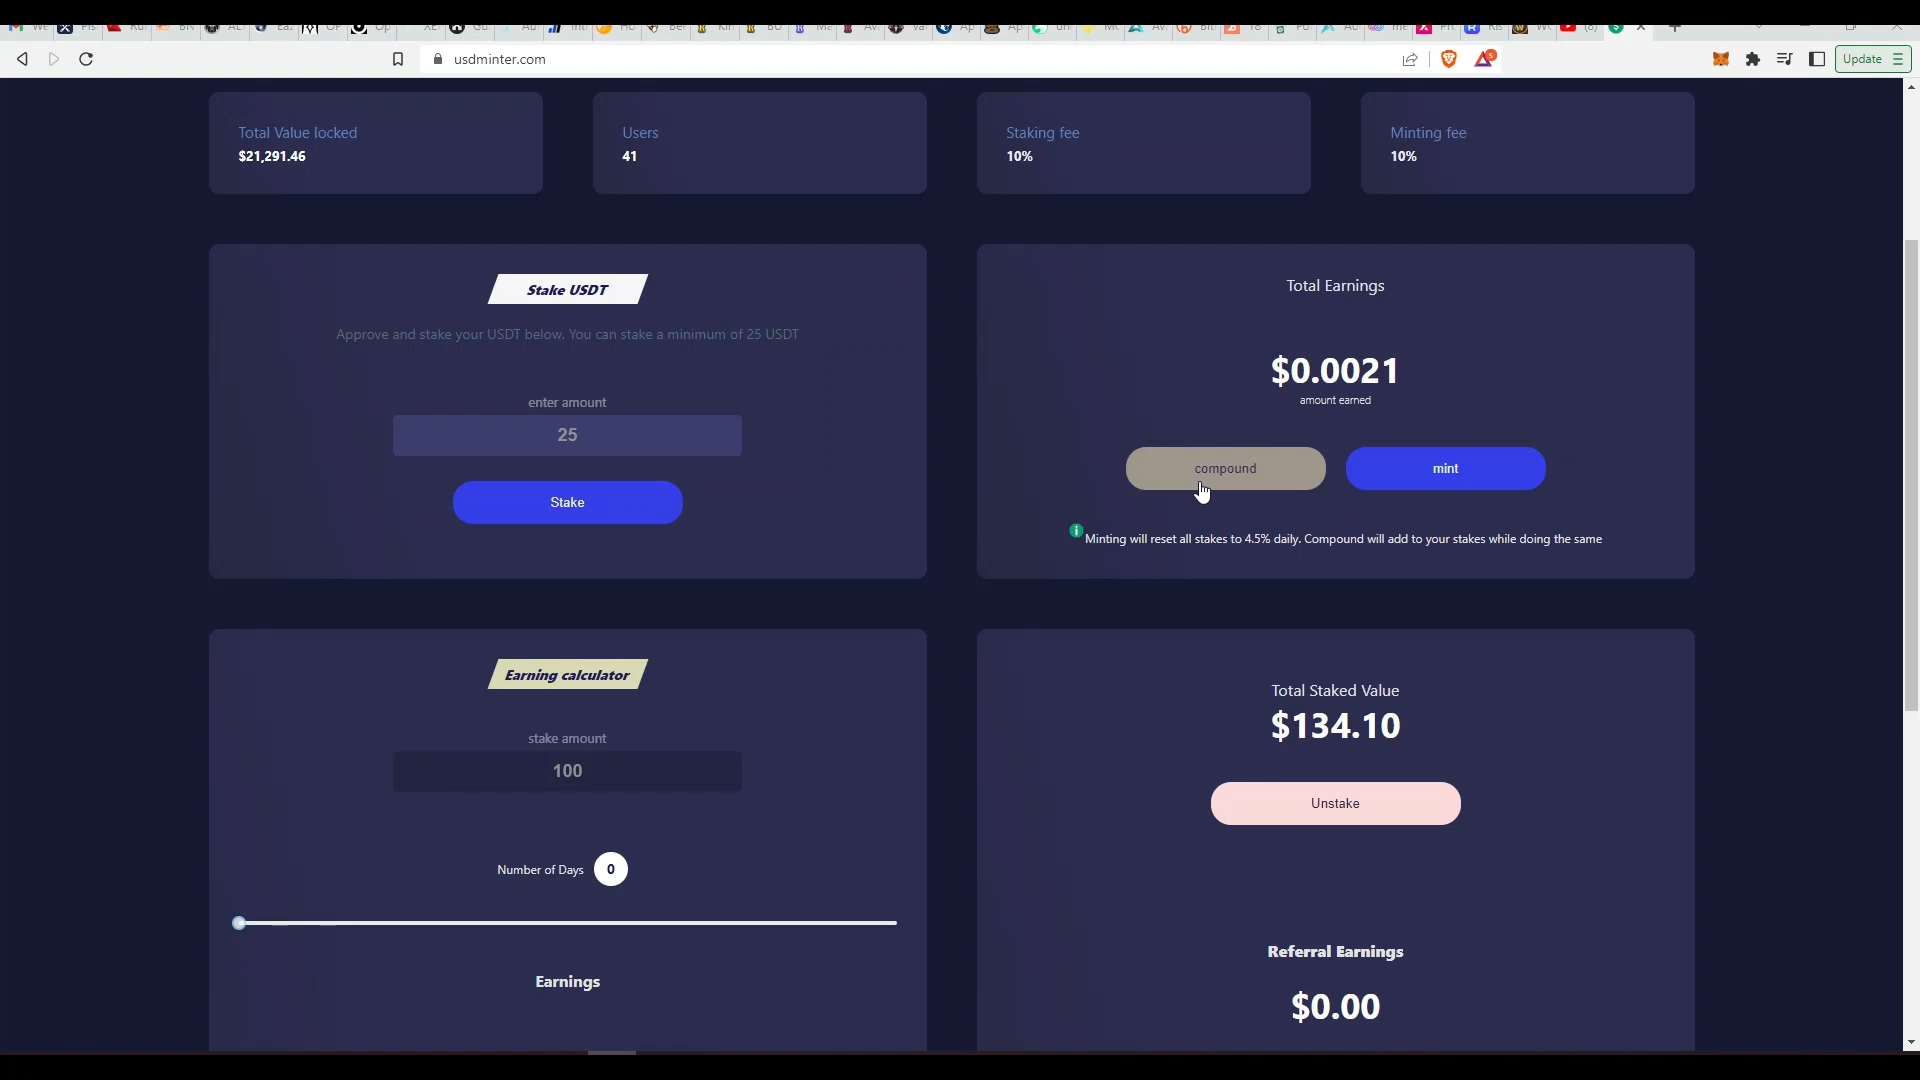 usdminter.com
Update
Total Value locked
$21,291.46
Users
41
Staking fee
10%
Minting fee
10%
Stake USDT
Approve and stake your USDT below. You can stake a minimum of 25 USDT
enter amount
25
Stake
Total Earnings
$0.0021
amount earned
compound
mint
Minting will reset all stakes to 4.5% daily. Compound will add to your stakes while doing the same
Earning calculator
stake amount
100
Number of Days
0
Earnings
Total Staked Value
$134.10
Unstake
Referral Earnings
$0.00